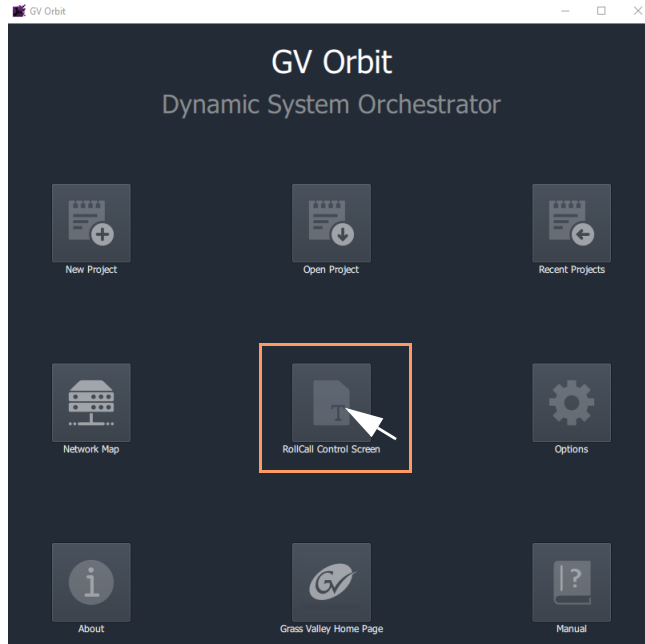 GV Orbit
GV Orbit
Dynamic System Orchestrator
New Project
Open Project
Recent Projects
T
Network Map
RollCall Control Screen
Options
i
GV
?
About
Grass Valley Home Page
Manual